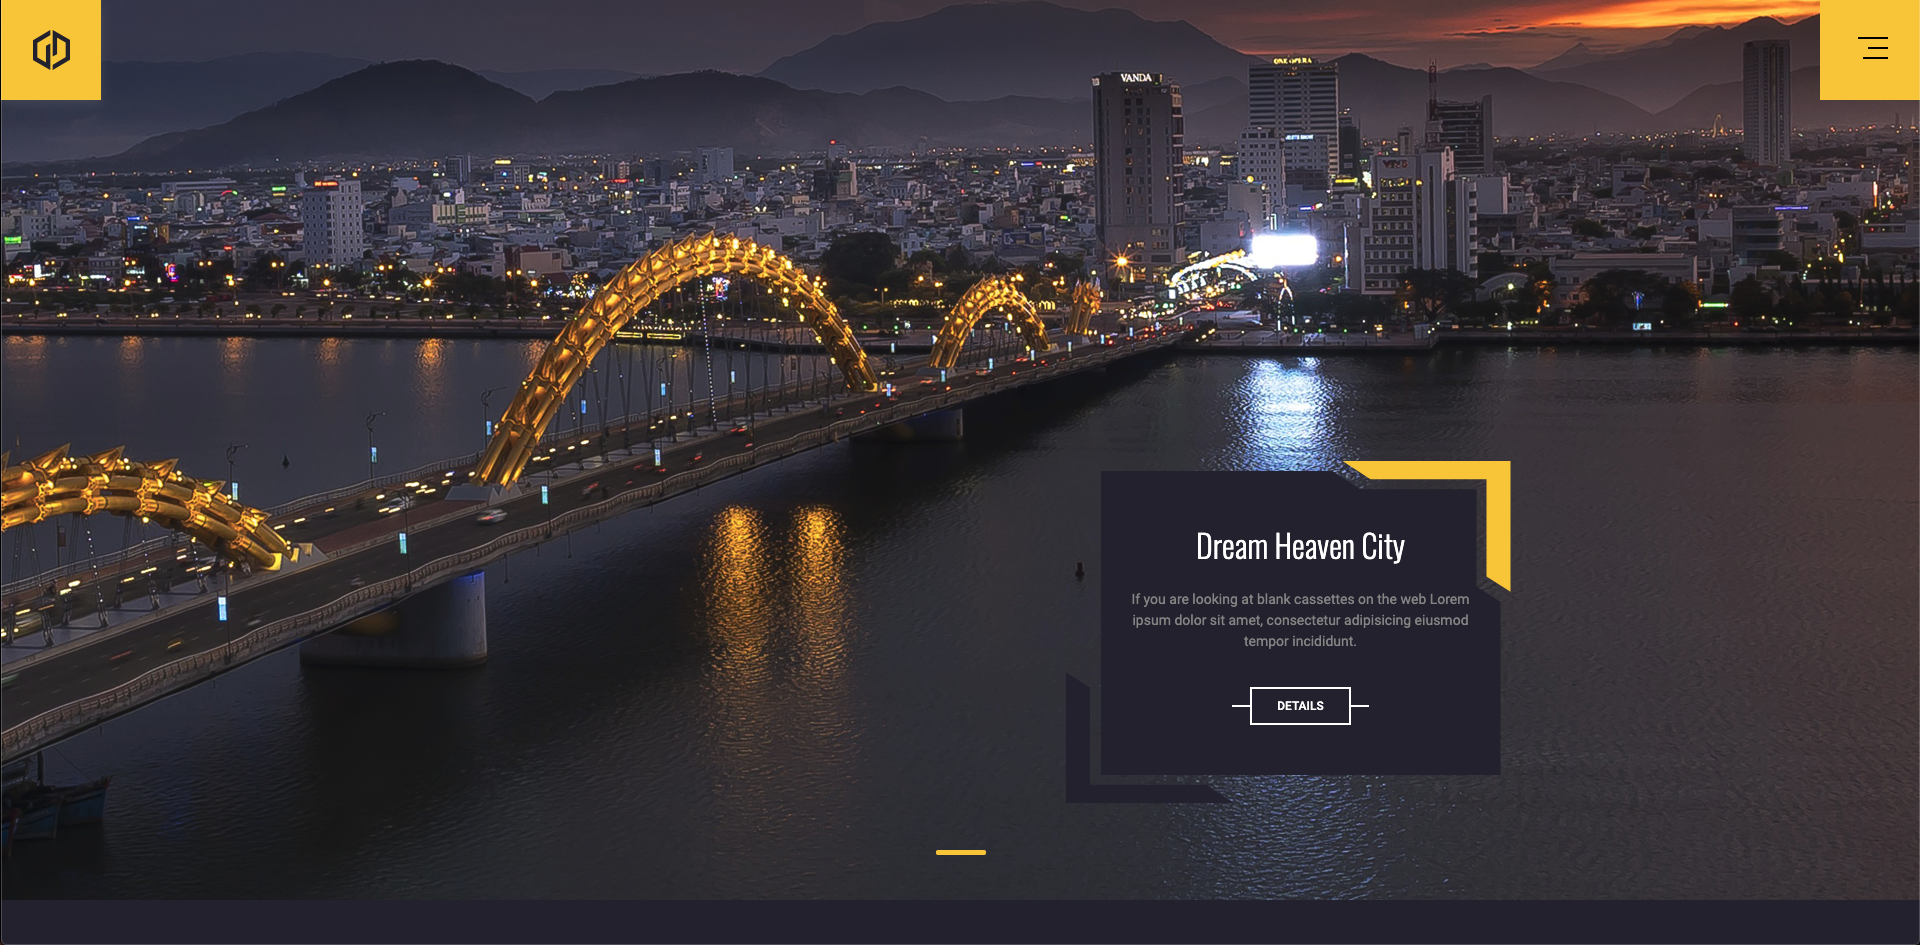 VANDA
ONE OPERA
Dream Heaven City
If you are looking at blank cassettes on the web Lorem
ipsum dolor sit amet, consectetur adipisicing eiusmod
tempor incididunt.
DETAILS